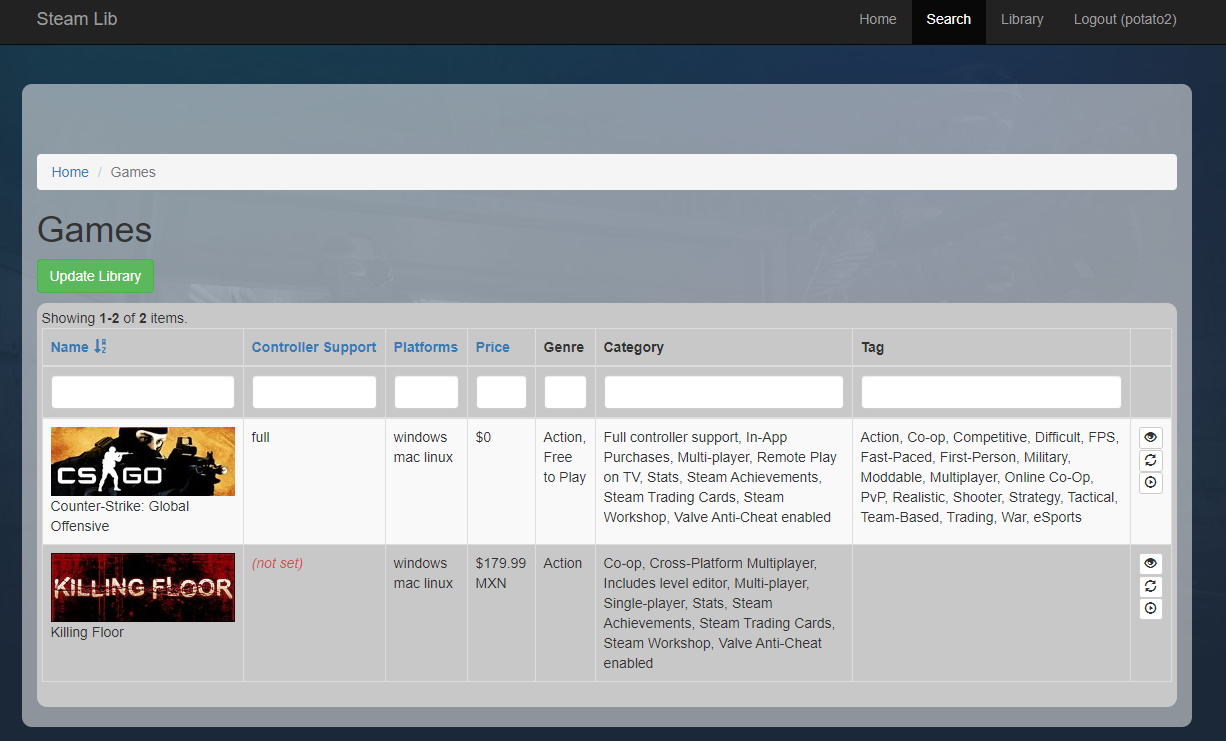 Steam Lib
Home Search Library Logout (potato2)
Home / Games
Games
Update Library
Showing 1-2 of 2 items.
Name Controller Support Platforms Price Genre Category Tag
CS GO
Counter-Strike: Global
Offensive
full
windows
mac linux
$0
Action,
Free
to Play
Full controller support, In-App
Purchases, Multi-player, Remote Play
on TV, Stats, Steam Achievements,
Steam Trading Cards, Steam
Workshop, Valve Anti-Cheat enabled
Action, Co-op, Competitive, Difficult, FPS,
Fast-Paced, First-Person, Military,
Moddable, Multiplayer, Online Co-Op,
PvP, Realistic, Shooter, Strategy, Tactical,
Team-Based, Trading, War, eSports
KILLING FLOOR
Killing Floor
(not set)
windows
mac linux
$179.99
MXN
Action
Co-op, Cross-Platform Multiplayer,
Includes level editor, Multi-player,
Single-player, Stats, Steam
Achievements, Steam Trading Cards,
Steam Workshop, Valve Anti-Cheat
enabled